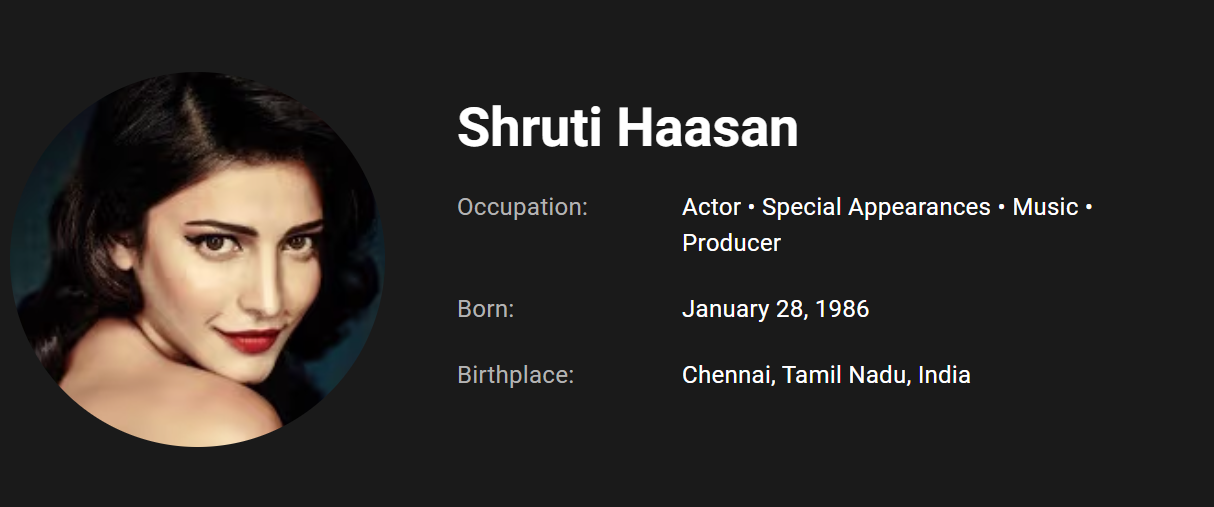 Shruti Haasan
Occupation: Actor • Special Appearances • Music •
Producer
Born: January 28, 1986
Birthplace: Chennai, Tamil Nadu, India